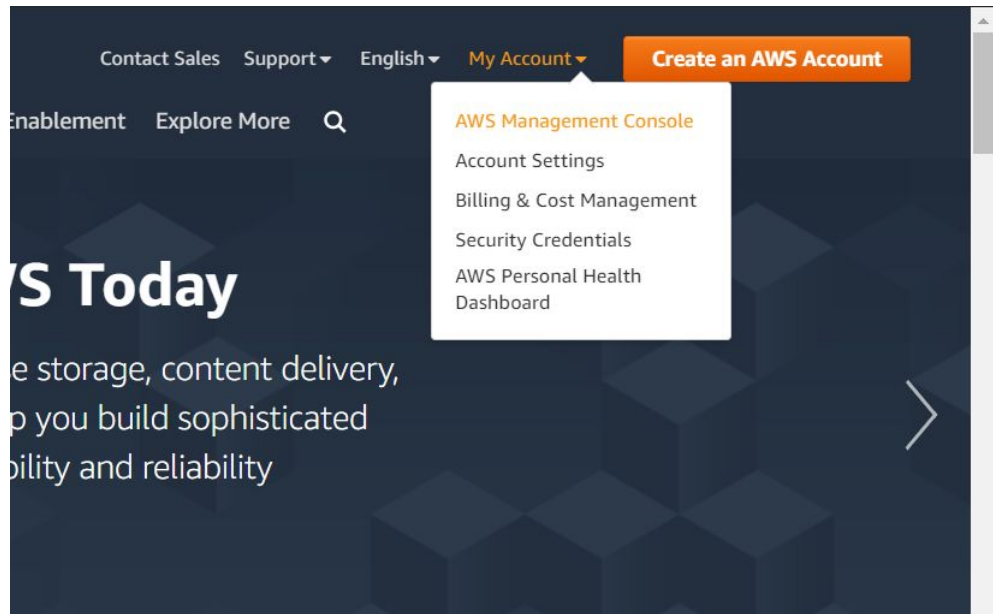 Contact Sales Support English My Account Create an AWS Account
Enablement Explore More
AWS Management Console
Account Settings
Billing & Cost Management
Security Credentials
AWS Personal Health
Dashboard
Today
storage, content delivery,
you build sophisticated
and reliability